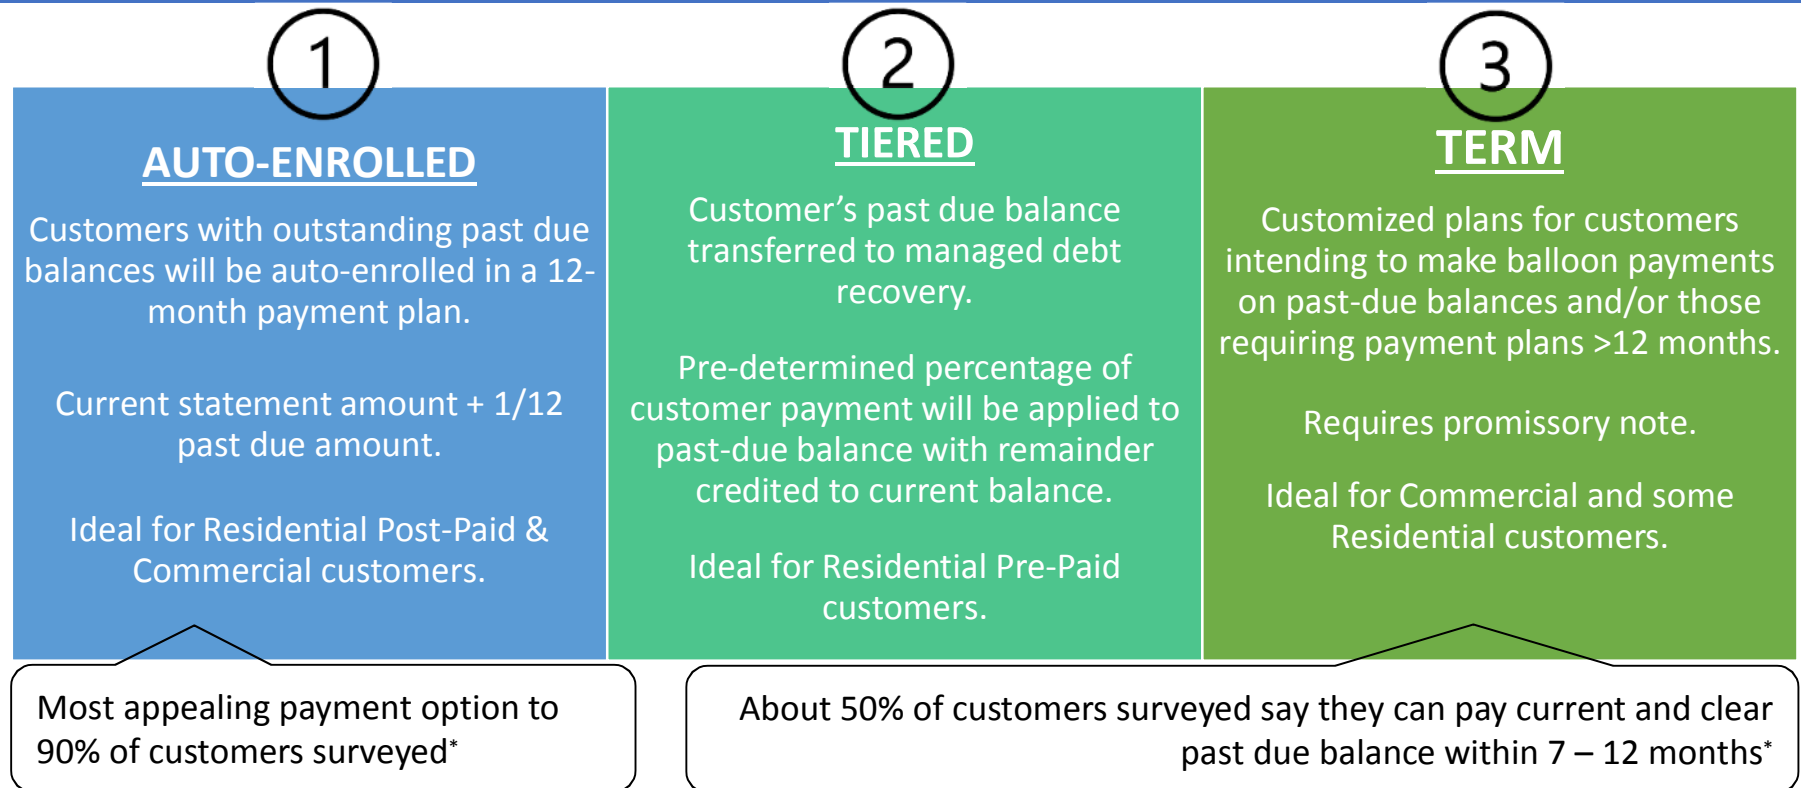 1
AUTO-ENROLLED
Customers with outstanding past due
balances will be auto-enrolled in a 12-
month payment plan.
Current statement amount + 1/12
past due amount.
Ideal for Residential Post-Paid &
Commercial customers.
Most appealing payment option to
90% of customers surveyed*
2
TIERED
Customer’s past due balance
transferred to managed debt
recovery.
Pre-determined percentage of
customer payment will be applied to
past-due balance with remainder
credited to current balance.
Ideal for Residential Pre-Paid
customers.
3
TERM
Customized plans for customers
intending to make balloon payments
on past-due balances and/or those
requiring payment plans >12 months.
Requires promissory note.
Ideal for Commercial and some
Residential customers.
About 50% of customers surveyed say they can pay current and clear
past due balance within 7 – 12 months*